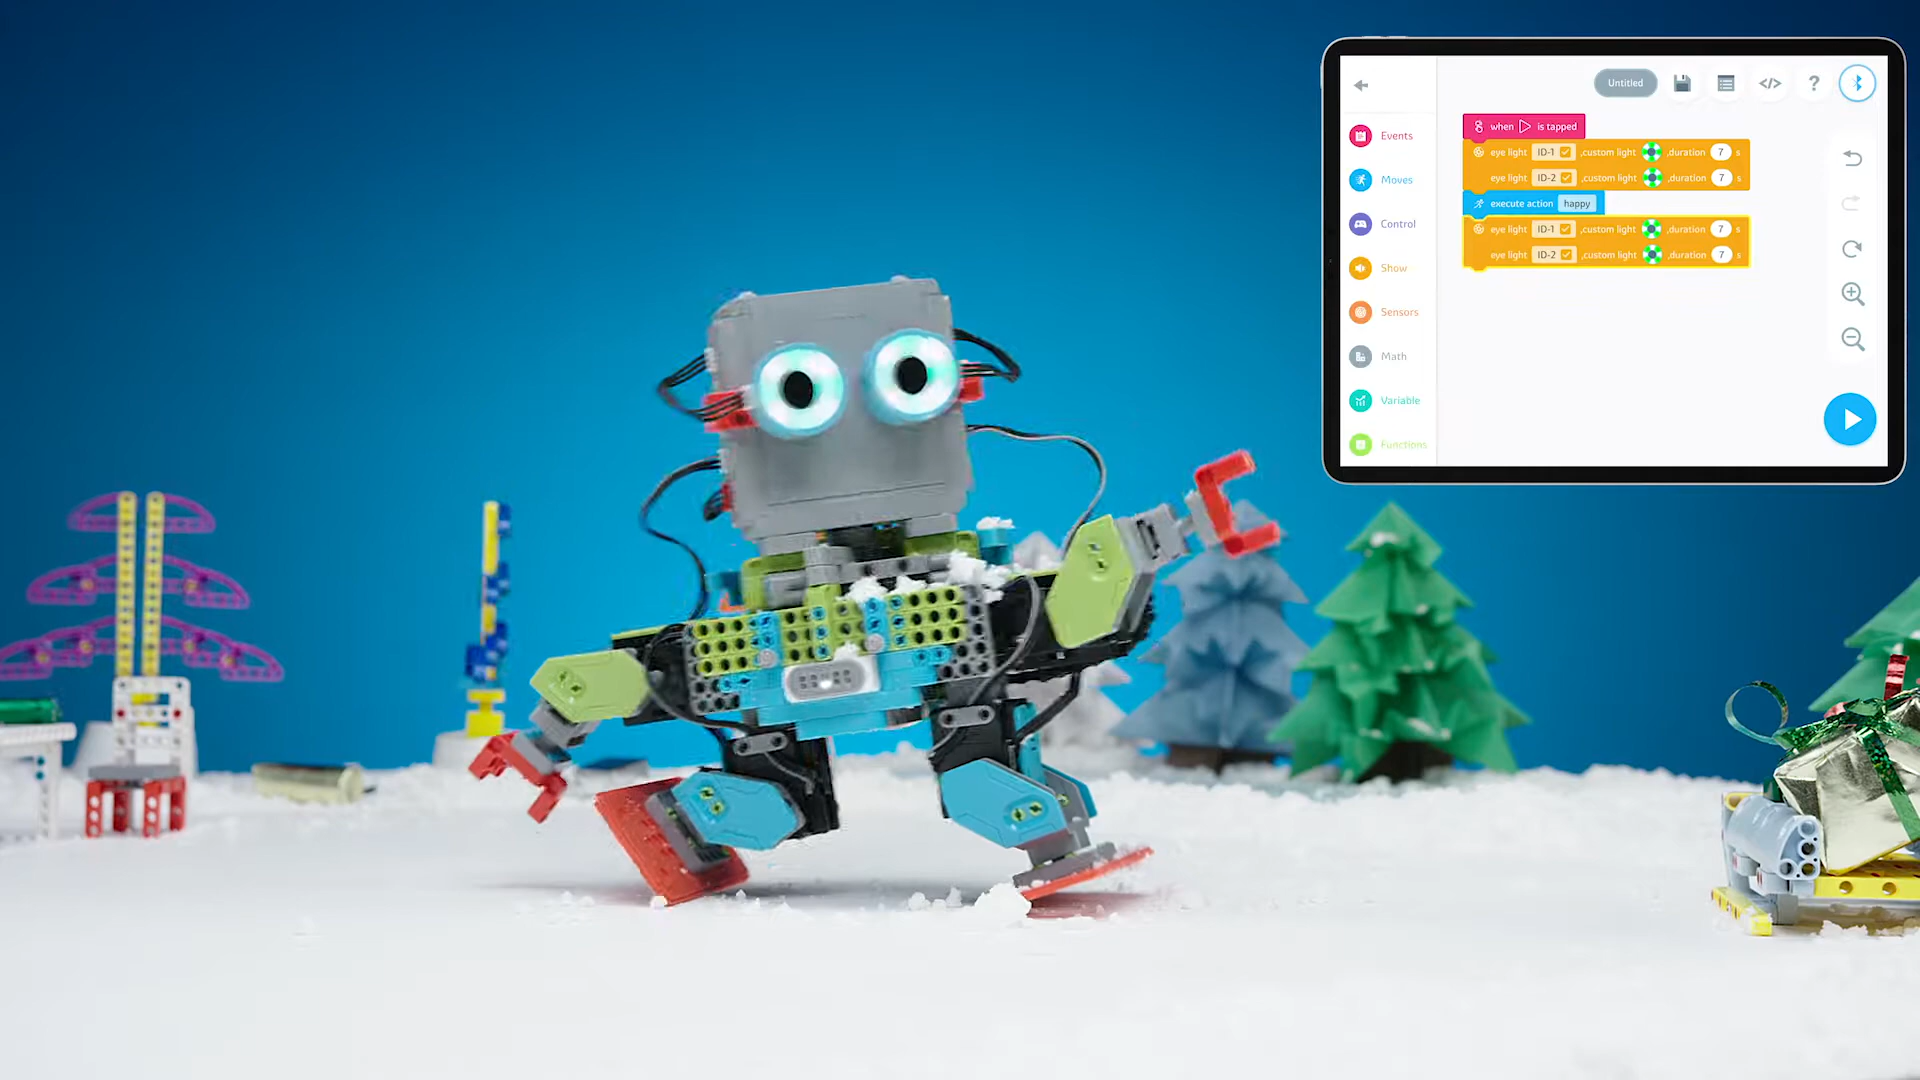 Untitled
</>
?
Events
Moves
Control
Show
Sensors
Math
Variable
Functions
when is tapped
eye light ID-1 ,custom light ,duration 7 s
eye light ID-2 ,custom light ,duration 7 s
execute action happy
eye light ID-1 ,custom light ,duration 7 s
eye light ID-2 ,custom light ,duration 7 s